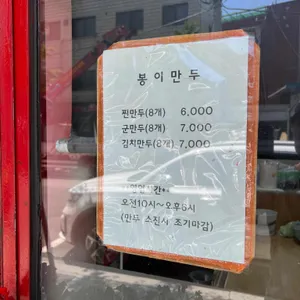 봉이만두
찐만두(8개) 6,000
군만두(8개) 7,000
김치만두(8개) 7,000
오전10시~오후8시
(만두 소진시 조기마감)